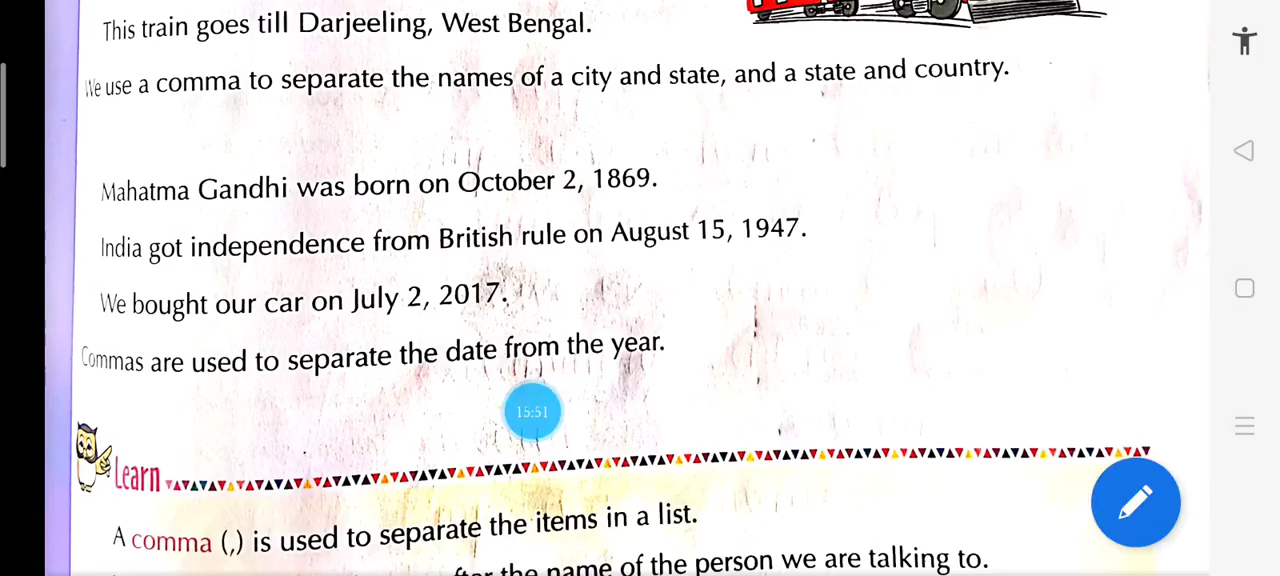 This train goes till Darjeeling, West Bengal.
We use a comma to separate the names of a city and state, and a state and country.
Mahatma Gandhi was born on October 2, 1869.
India got independence from British rule on August 15, 1947.
We bought our car on July 2, 2017.
Commas are used to separate the date from the year.
15:51
Learn
A comma (,) is used to separate the items in a list.
the name of the person we are talking to.